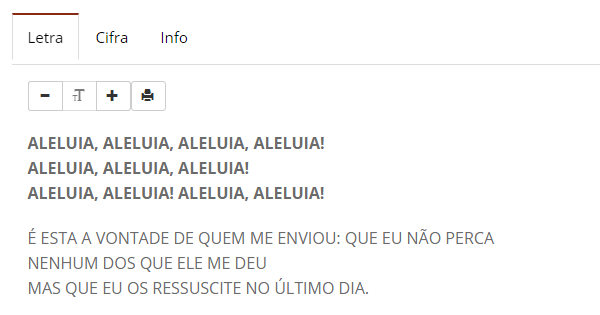 Letra Cifra Info
ALELUIA, ALELUIA, ALELUIA, ALELUIA!
ALELUIA, ALELUIA, ALELUIA!
ALELUIA, ALELUIA! ALELUIA, ALELUIA!
É ESTA A VONTADE DE QUEM ME ENVIOU: QUE EU NÃO PERCA
NENHUM DOS QUE ELE ME DEU
MAS QUE EU OS RESSUSCITE NO ÚLTIMO DIA.